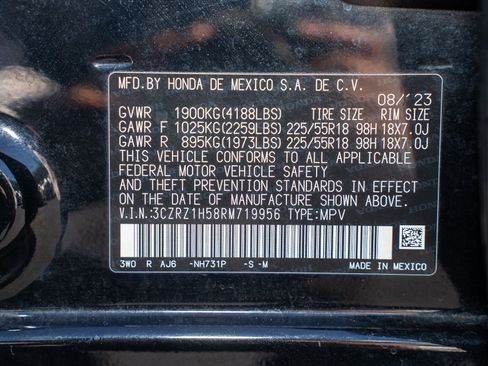 MFD.BY HONDA DE MEXICO S.A. DE C.V.
08/'23
GVWR 1900KG(4188LBS) TIRE SIZE RIM SIZE
GAWR F 1025KG(2259LBS) 225/55R18 98H 18X7.0J
GAWR R 895KG(1973LBS) 225/55R18 98H 18X7.0J
THIS VEHICLE CONFORMS TO ALL APPLICABLE
FEDERAL MOTOR VEHICLE SAFETY
AND THEFT PREVENTION STANDARDS IN EFFECT
ON THE DATE OF MANUFACTURE SHOWN ABOVE.
V.I.N.:3CZRZ1H58RM719956 TYPE:MPV
3W0 R AJ6 -NH731P -S -M MADE IN MEXICO